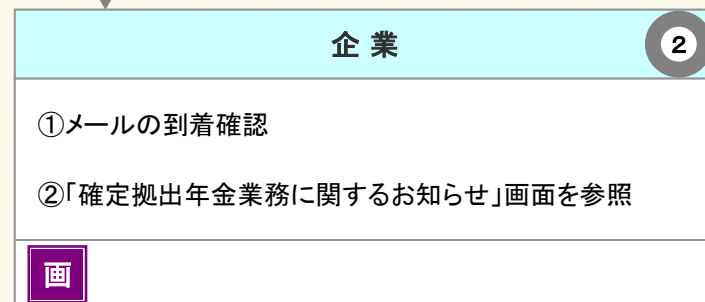 企 業
2
①メールの到着確認
②「確定拠出年金業務に関するお知らせ」画面を参照
画